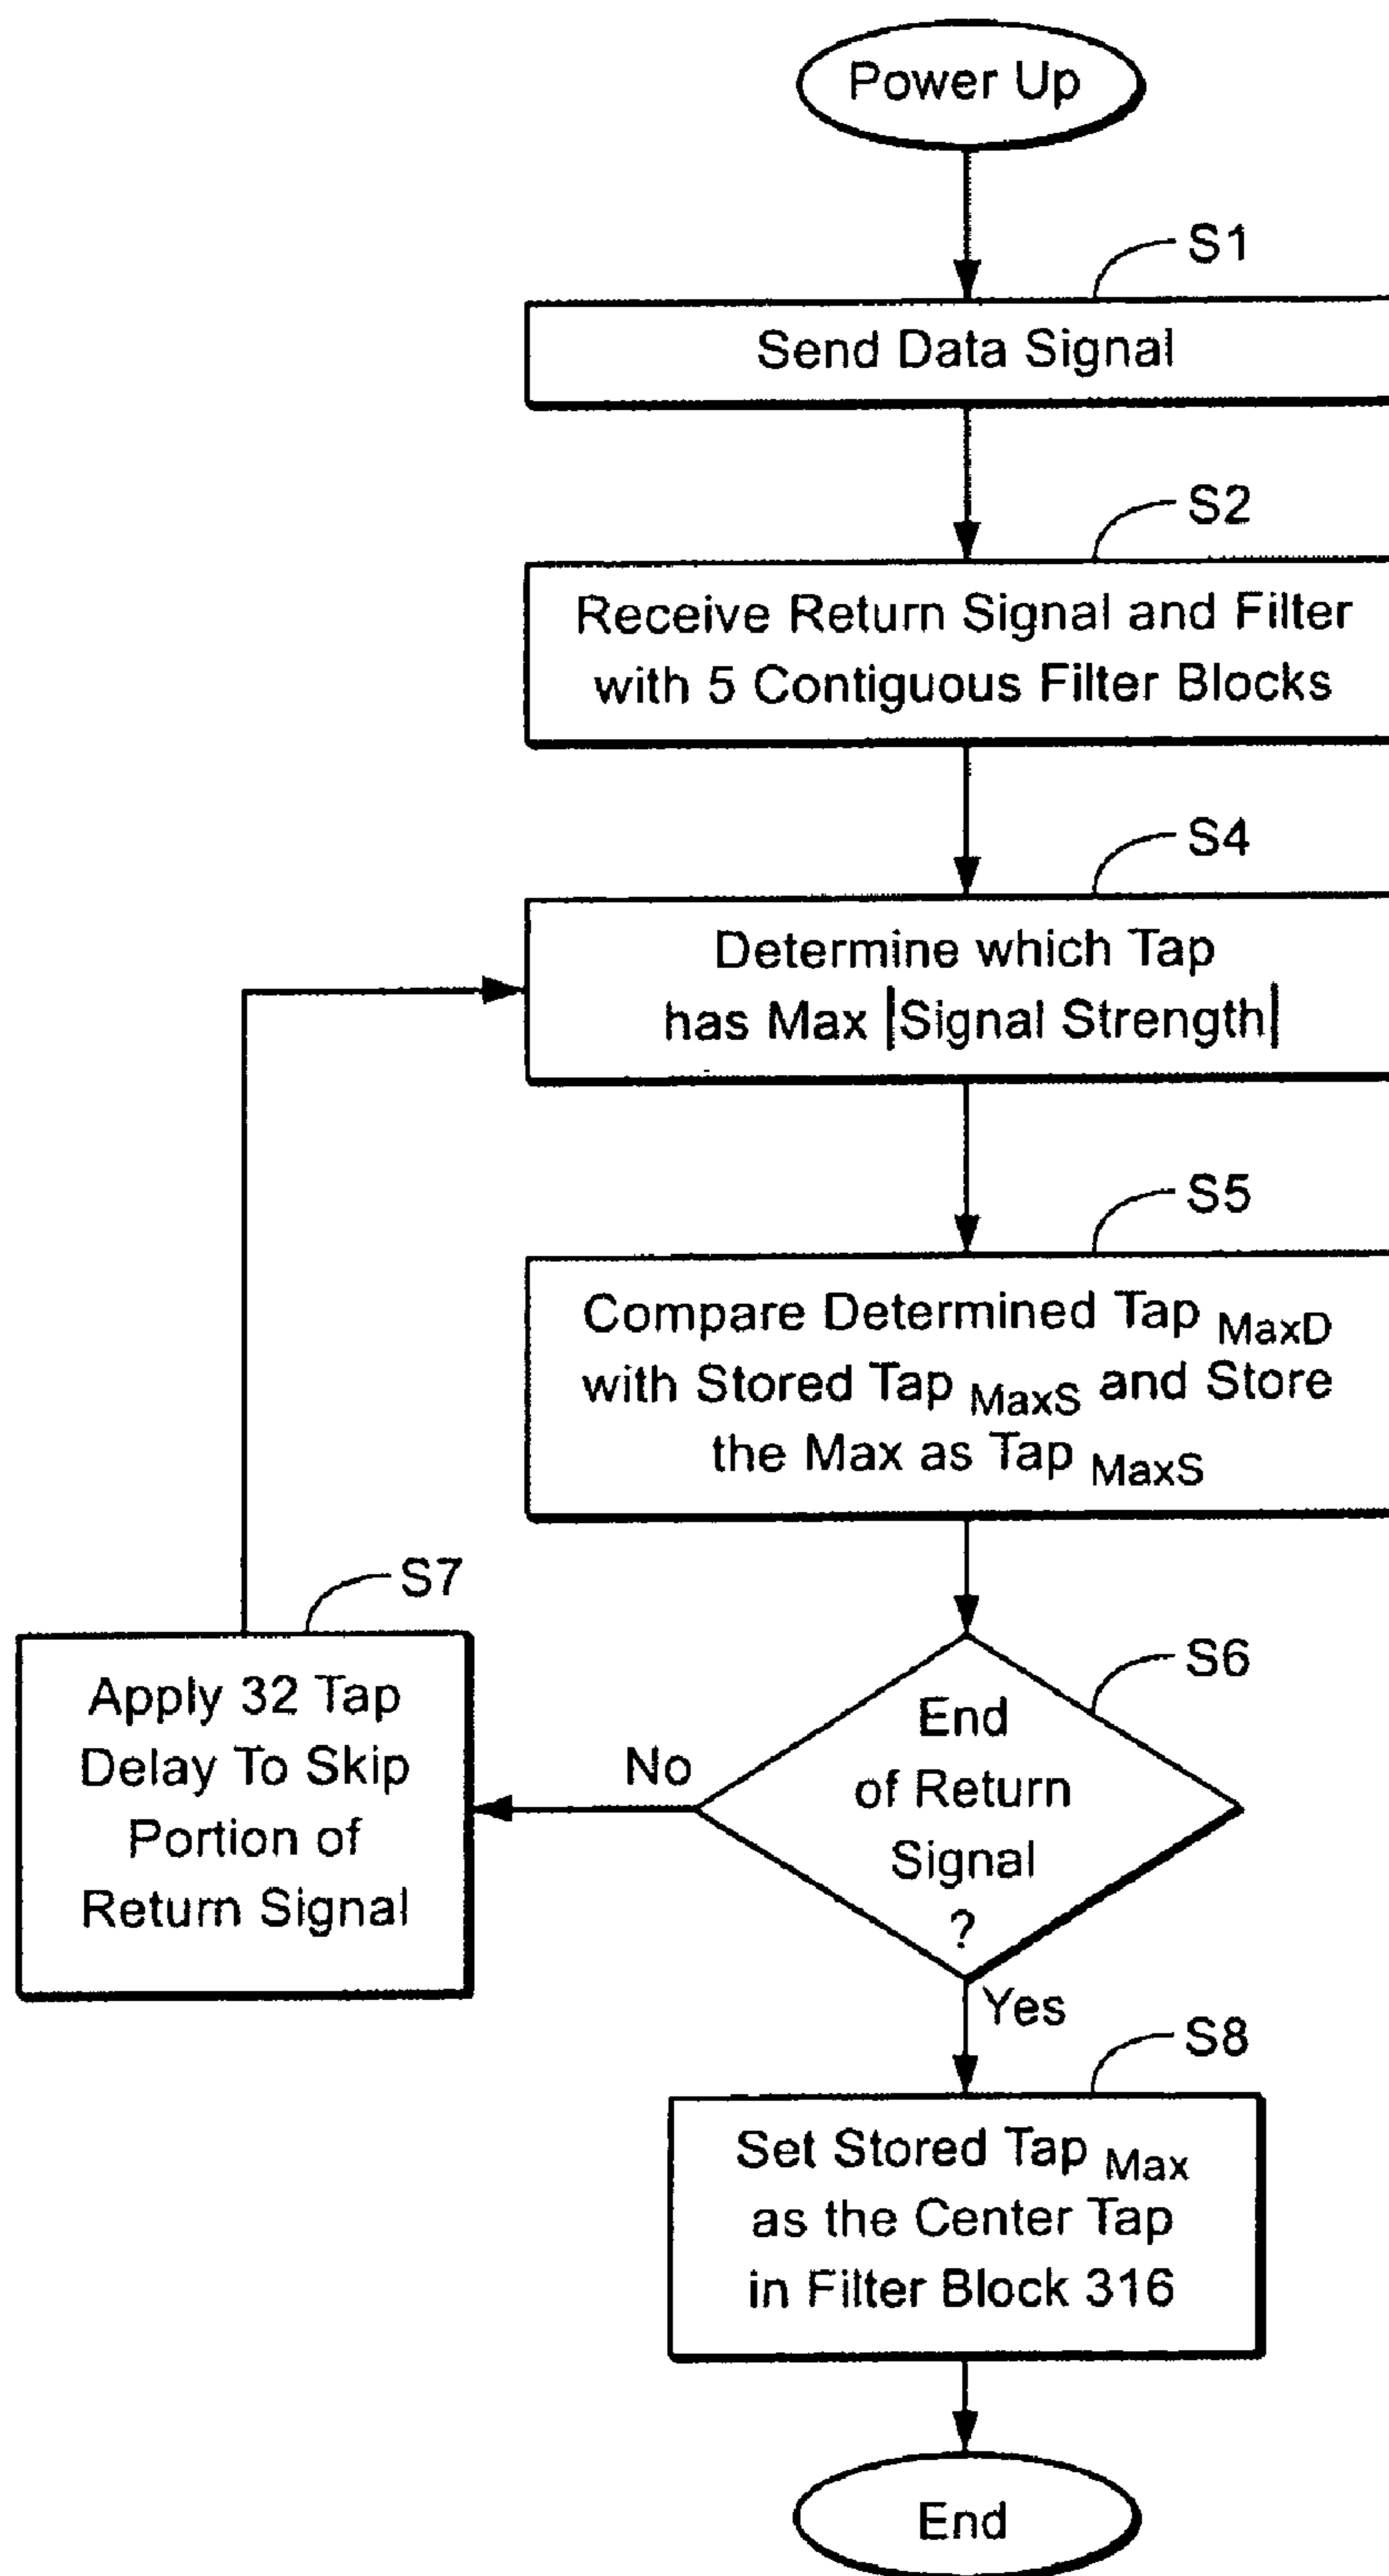 Power Up
S1
Send Data Signal
S2
Receive Return Signal and Filter
with 5 Contiguous Filter Blocks
S4
Determine which Tap
has Max |Signal Strength|
S5
Compare Determined Tap MaxD
with Stored Tap MaxS and Store
the Max as Tap MaxS
S6
End
of Return
Signal
?
No
S7
Apply 32 Tap
Delay To Skip
Portion of
Return Signal
Yes
S8
Set Stored Tap Max
as the Center Tap
in Filter Block 316
End